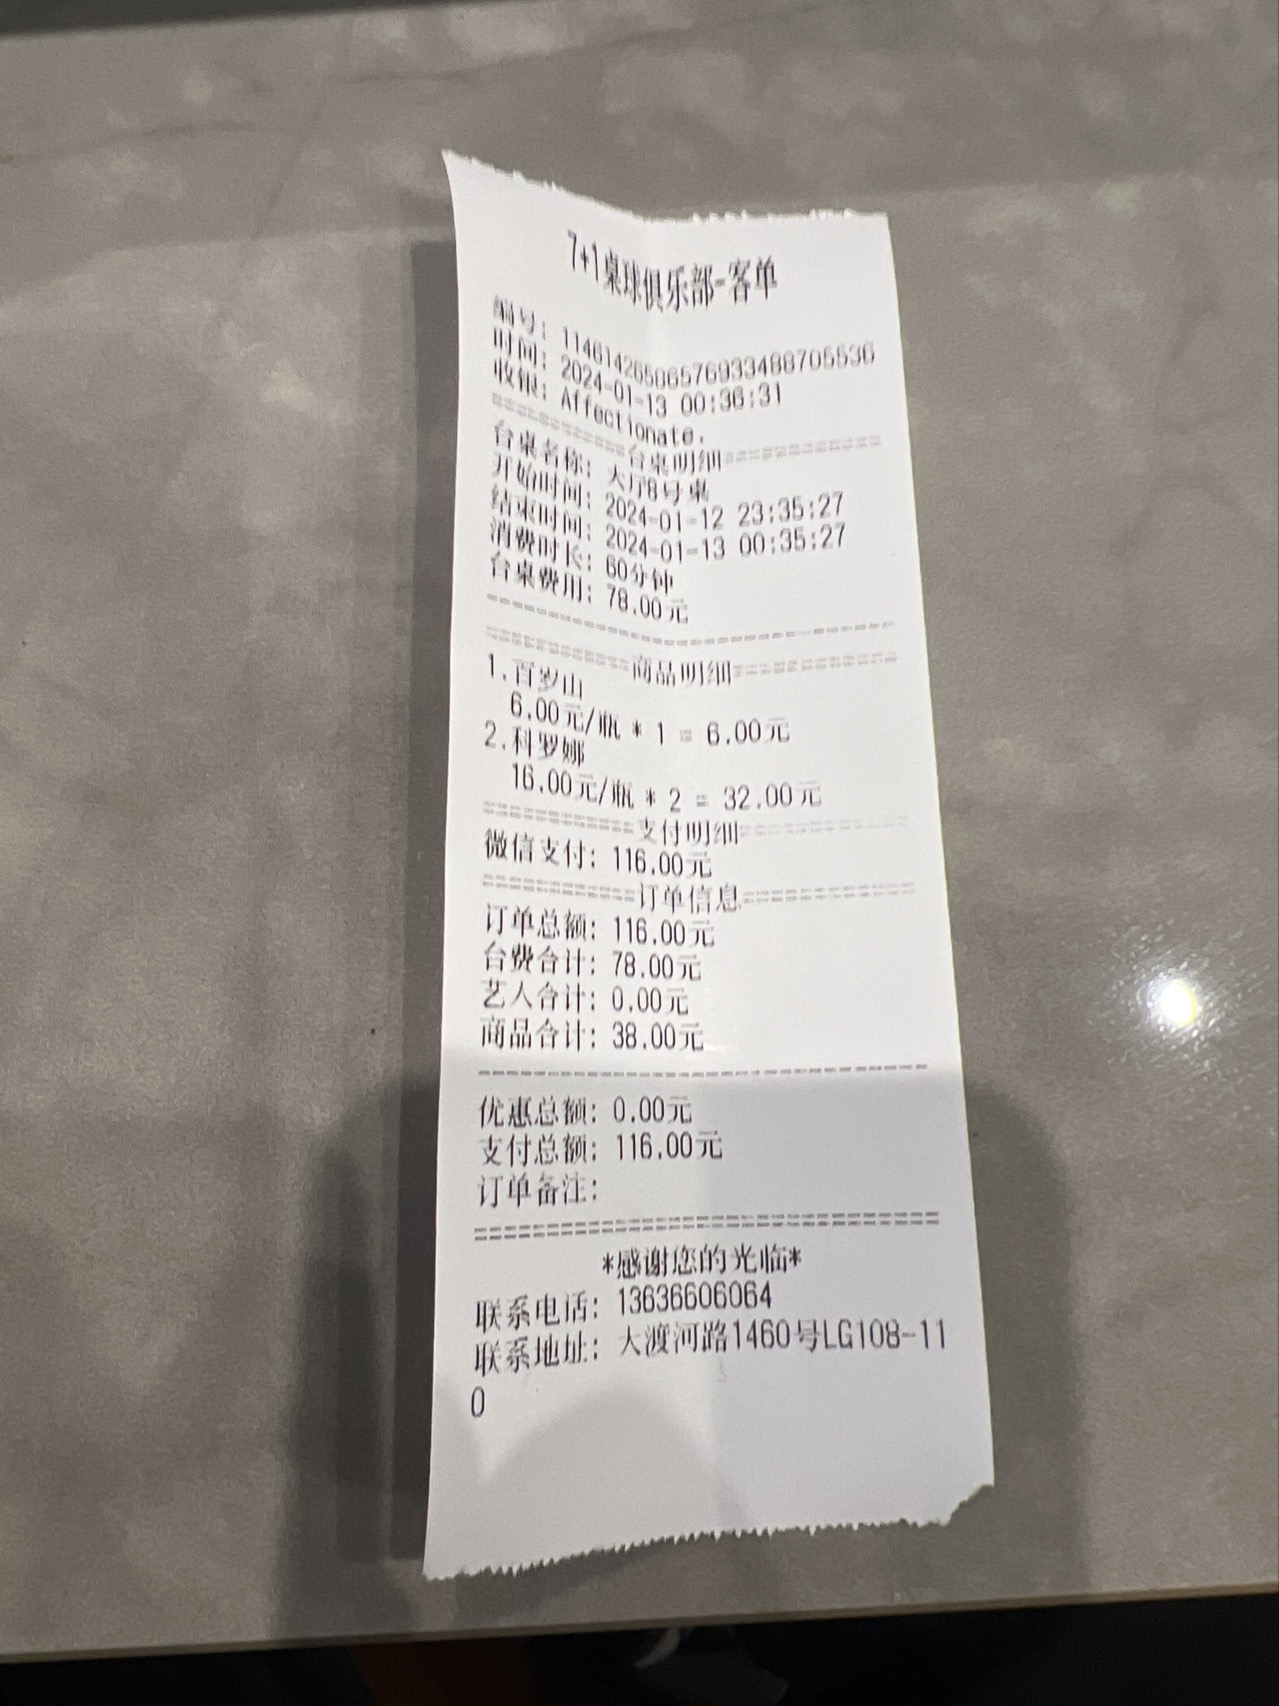 7+1桌球俱乐部-客单
编号: 1146142650657693348870553​6
时间: 2024-01-13 00:36:31
收银: Affectionate.
============台桌明细==============
台桌名称: 大厅8号桌
开始时间: 2024-01-12 23:35:27
结束时间: 2024-01-13 00:35:27
消费时长: 60分钟
台桌费用: 78.00元
--------------------------------
============商品明细==============
1.百岁山
6.00元/瓶 * 1 = 6.00元
2.科罗娜
16.00元/瓶 * 2 = 32.00元
============支付明细==============
微信支付: 116.00元
============订单信息==============
订单总额: 116.00元
台费合计: 78.00元
艺人合计: 0.00元
商品合计: 38.00元
--------------------------------
优惠总额: 0.00元
支付总额: 116.00元
订单备注:
================================
*感谢您的光临*
联系电话: 13636606064
联系地址: 大渡河路1460号LG108-11
0